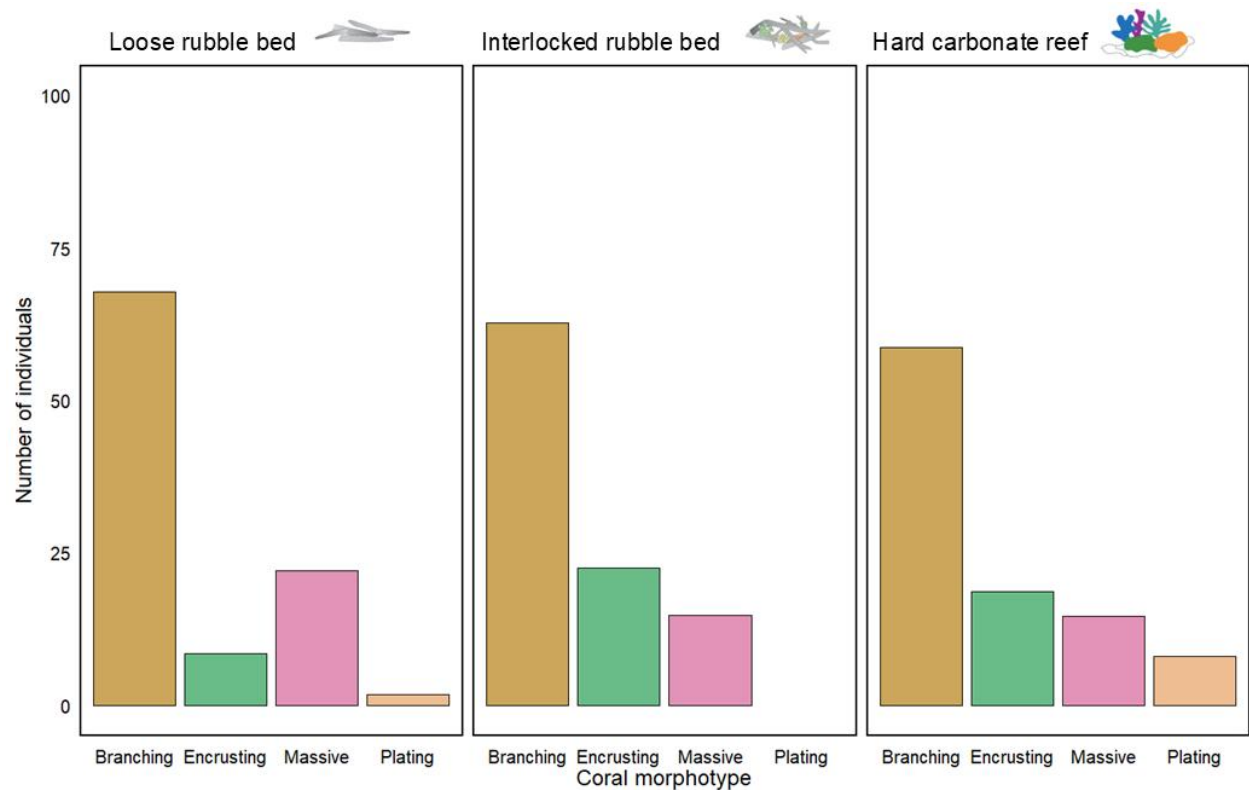 Loose rubble bed
Interlocked rubble bed
Hard carbonate reef
Number of individuals
100
75
50
25
0
Branching Encrusting Massive Plating
Branching Encrusting Massive Plating
Branching Encrusting Massive Plating
Coral morphotype